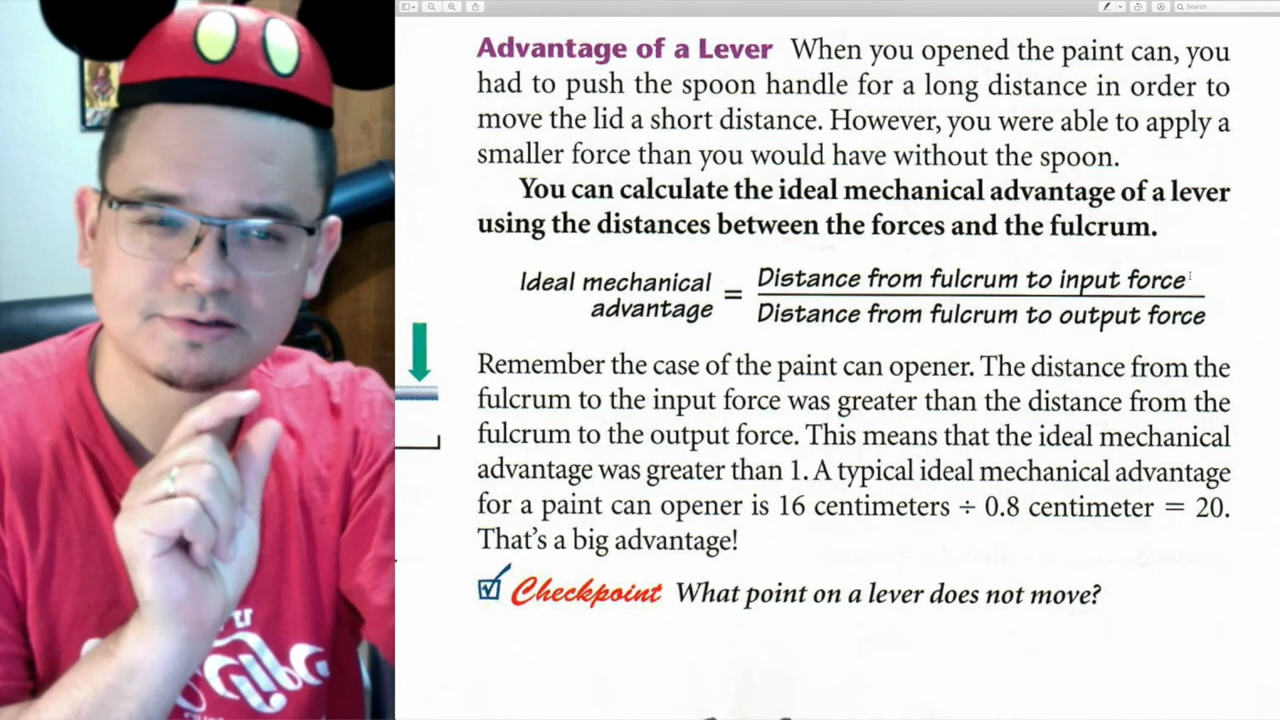 Search
Advantage of a Lever When you opened the paint can, you
had to push the spoon handle for a long distance in order to
move the lid a short distance. However, you were able to apply a
smaller force than you would have without the spoon.
You can calculate the ideal mechanical advantage of a lever
using the distances between the forces and the fulcrum.
Ideal mechanical advantage = Distance from fulcrum to input force
Distance from fulcrum to output force
Remember the case of the paint can opener. The distance from the
fulcrum to the input force was greater than the distance from the
fulcrum to the output force. This means that the ideal mechanical
advantage was greater than 1. A typical ideal mechanical advantage
for a paint can opener is 16 centimeters ÷ 0.8 centimeter = 20.
That's a big advantage!
Checkpoint What point on a lever does not move?